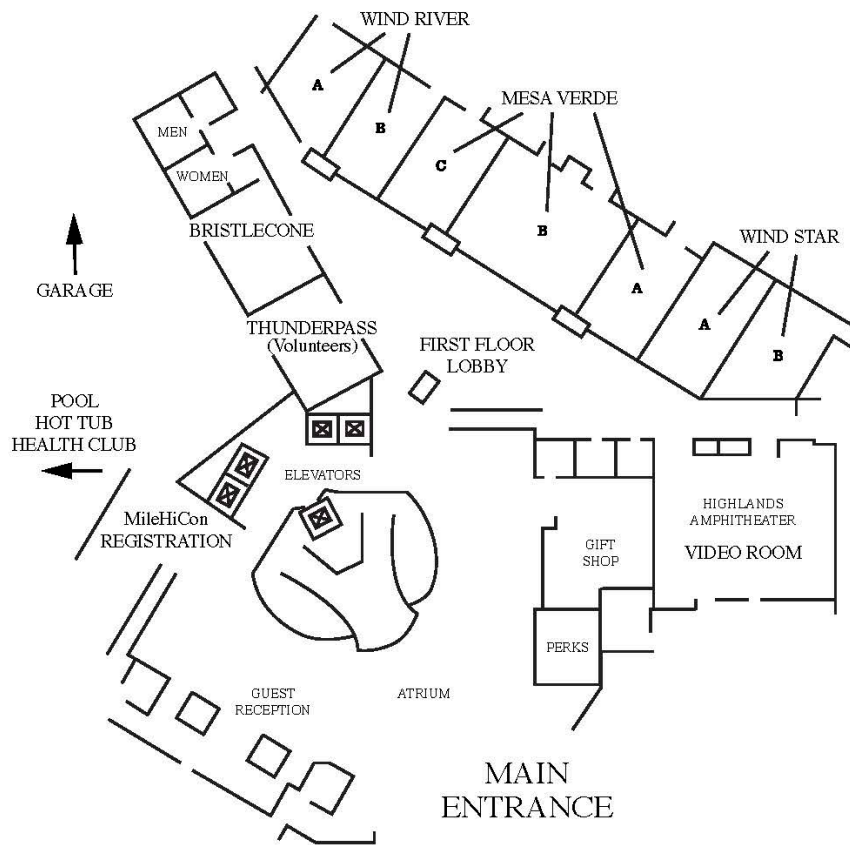 WIND RIVER
A
B
MESA VERDE
C
B
A
WIND STAR
A
B
MEN
WOMEN
BRISTLECONE
GARAGE
THUNDERPASS
(Volunteers)
FIRST FLOOR
LOBBY
POOL
HOT TUB
HEALTH CLUB
ELEVATORS
MileHiCon
REGISTRATION
HIGHLANDS
AMPHITHEATER
VIDEO ROOM
GIFT
SHOP
PERKS
GUEST
RECEPTION
ATRIUM
MAIN
ENTRANCE